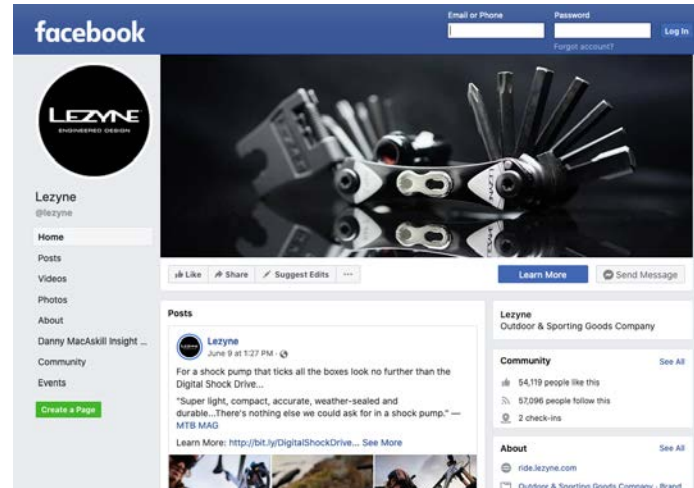 facebook
Email or Phone
Password
Log In
Forgot account?
LEZYNE
ENGINEERED DESIGN
Lezyne
@lezyne
Home
Posts
Videos
Photos
About
Danny MacAskill Insight ...
Community
Events
Create a Page
Like
Share
Suggest Edits
...
Learn More
Send Message
Posts
Lezyne
June 9 at 1:27 PM ·
For a shock pump that ticks all the boxes look no further than the
Digital Shock Drive...
"Super light, compact, accurate, weather-sealed and
durable...There's nothing else we could ask for in a shock pump." —
MTB MAG
Learn More: http://bit.ly/DigitalShockDrive... See More
Lezyne
Outdoor & Sporting Goods Company
Community
See All
54,119 people like this
57,096 people follow this
2 check-ins
About
See All
ride.lezyne.com
Outdoor & Sporting Goods Company · Brand